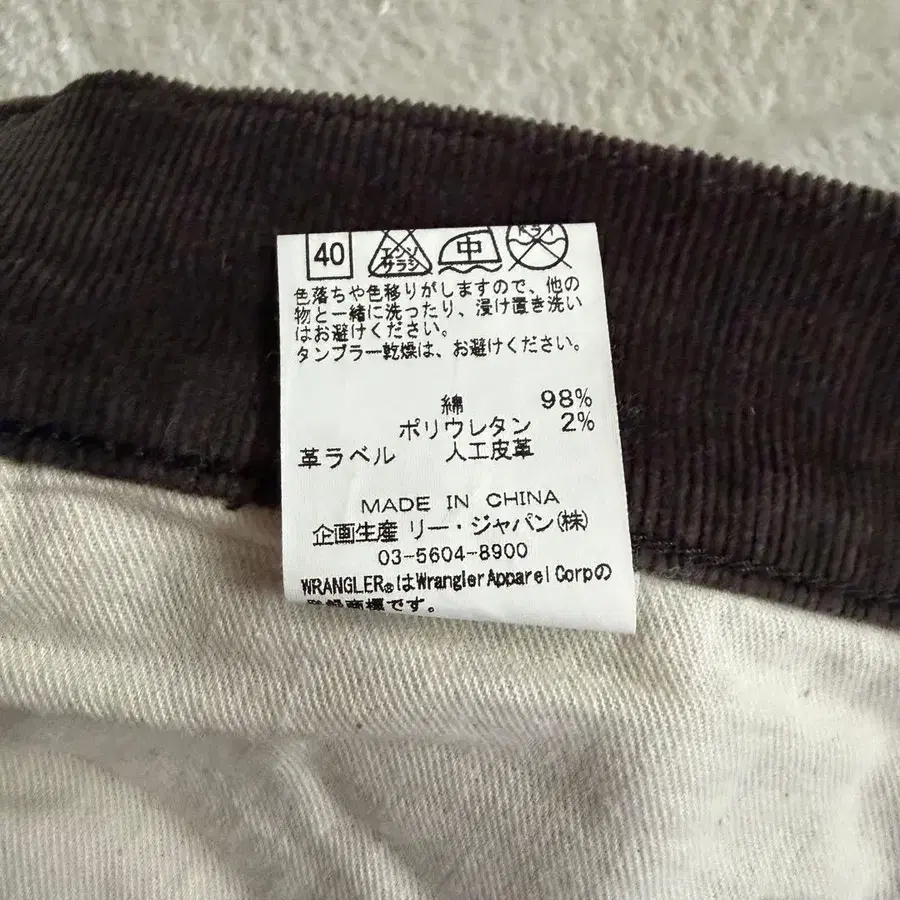 40 エンソサラシ 中 ドライ
色落ちや色移りがしますので、他の
物と一緒に洗ったり、浸け置き洗い
はお避けください。
タンブラー乾燥は、お避けください。
綿 98%
ポリウレタン 2%
革ラベル 人工皮革
MADE IN CHINA
企画生産 リー・ジャパン(株)
03-5604-8900
WRANGLER®はWrangler Apparel Corpの
登録商標です。